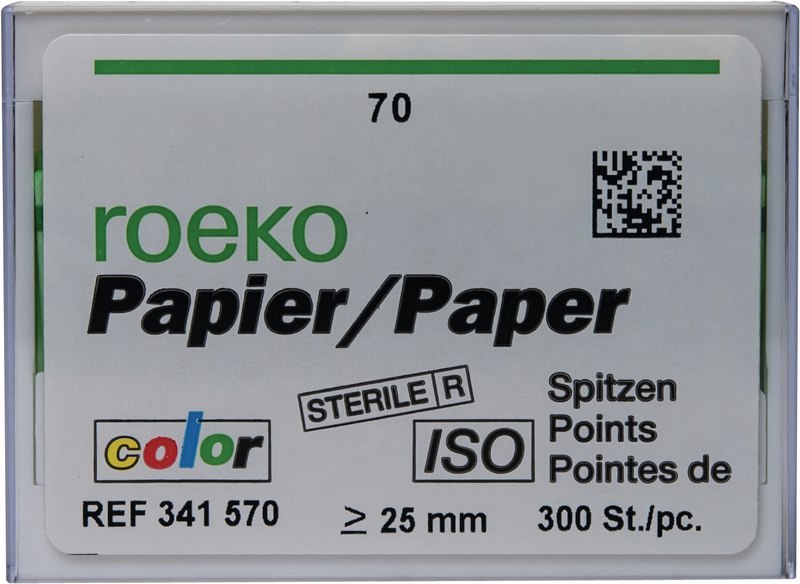 70
roeko
Papier/Paper
STERILE R
Spitzen
Points
Pointes de
color
ISO
REF 341 570
≥ 25 mm
300 St./pc.